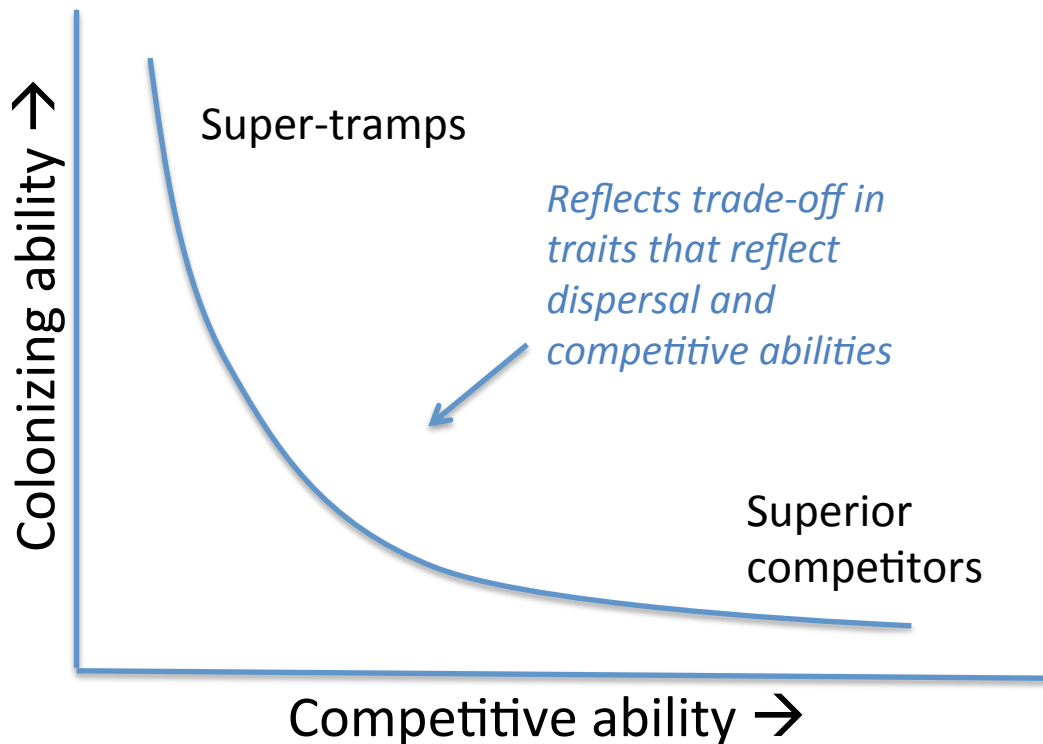 Colonizing ability →
Super-tramps
Reflects trade-off in
traits that reflect
dispersal and
competitive abilities
Superior
competitors
Competitive ability →